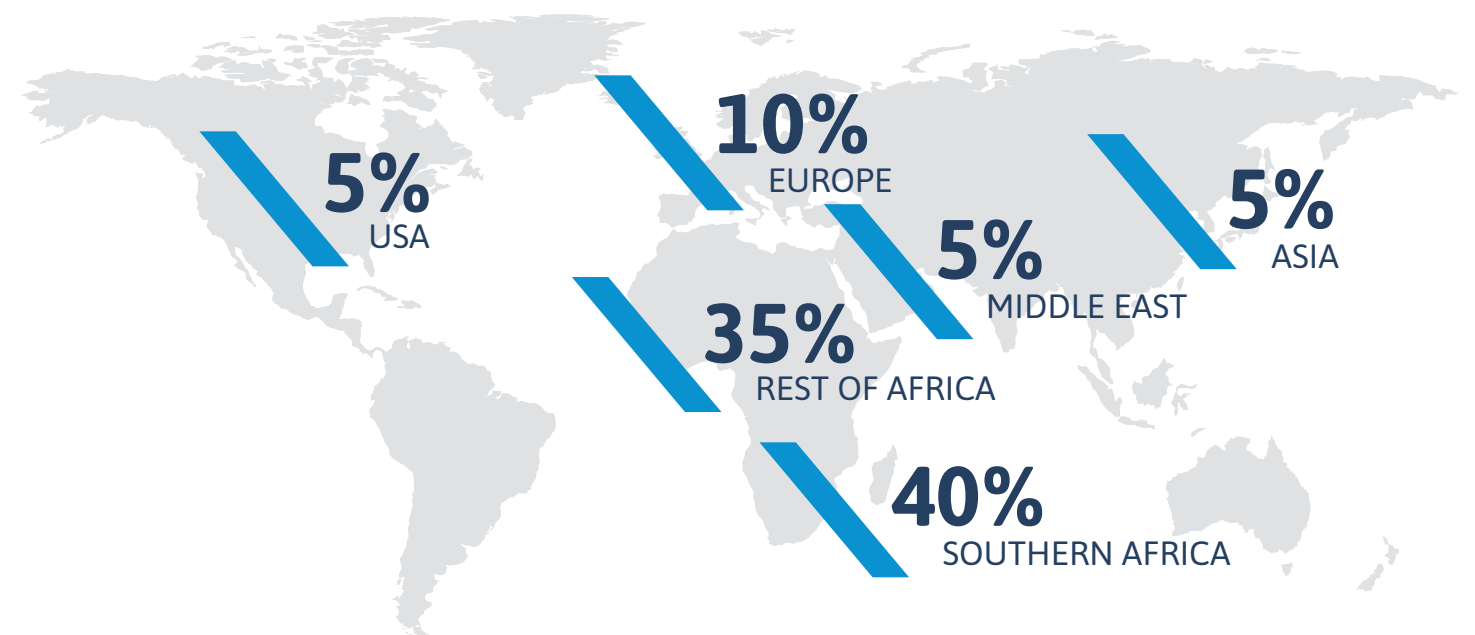 10%
EUROPE
5%
USA
5%
ASIA
5%
MIDDLE EAST
35%
REST OF AFRICA
40%
SOUTHERN AFRICA